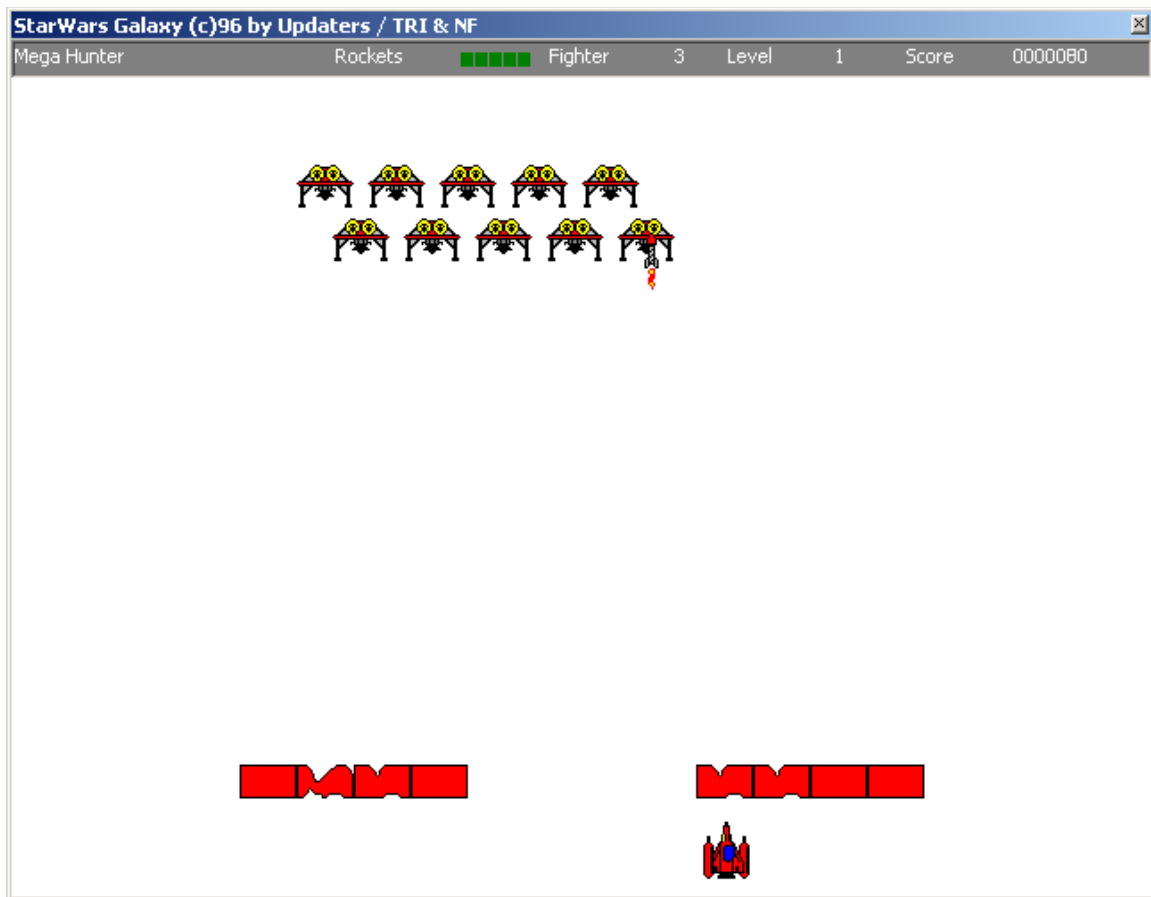 StarWars Galaxy (c)96 by Updaters / TRI & NF
Mega Hunter Rockets Fighter 3 Level 1 Score 0000080